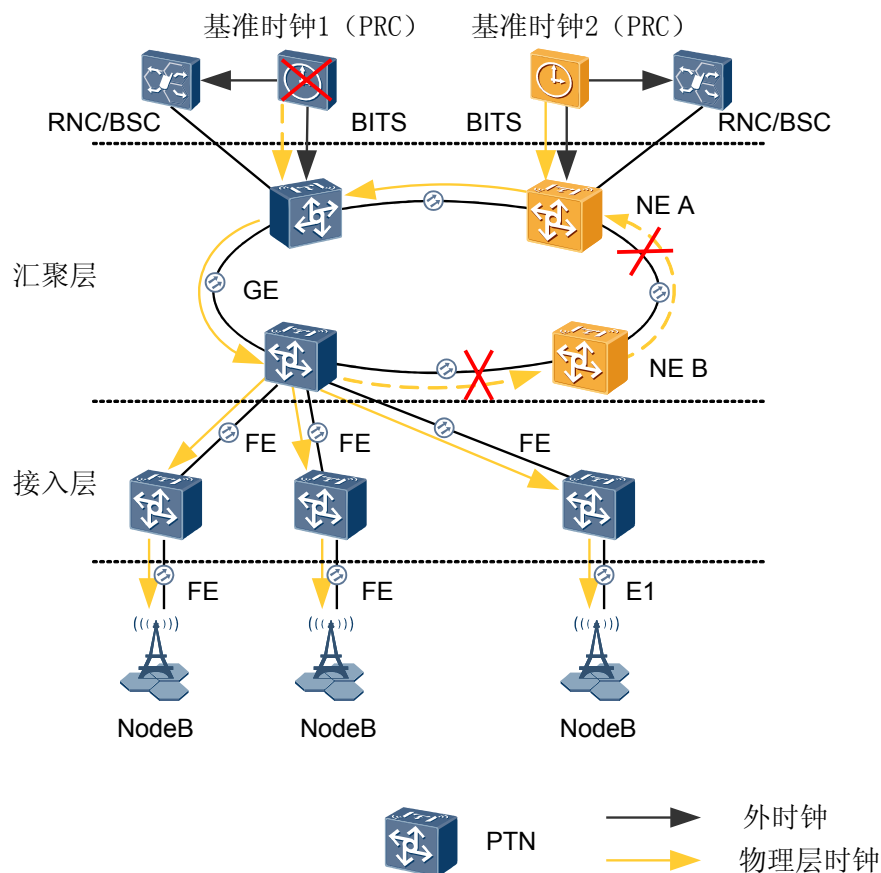 基准时钟1（PRC）
基准时钟2（PRC）
RNC/BSC
BITS
BITS
RNC/BSC
NE A
汇聚层
GE
NE B
FE
FE
FE
接入层
FE
FE
E1
NodeB
NodeB
NodeB
PTN
外时钟
物理层时钟